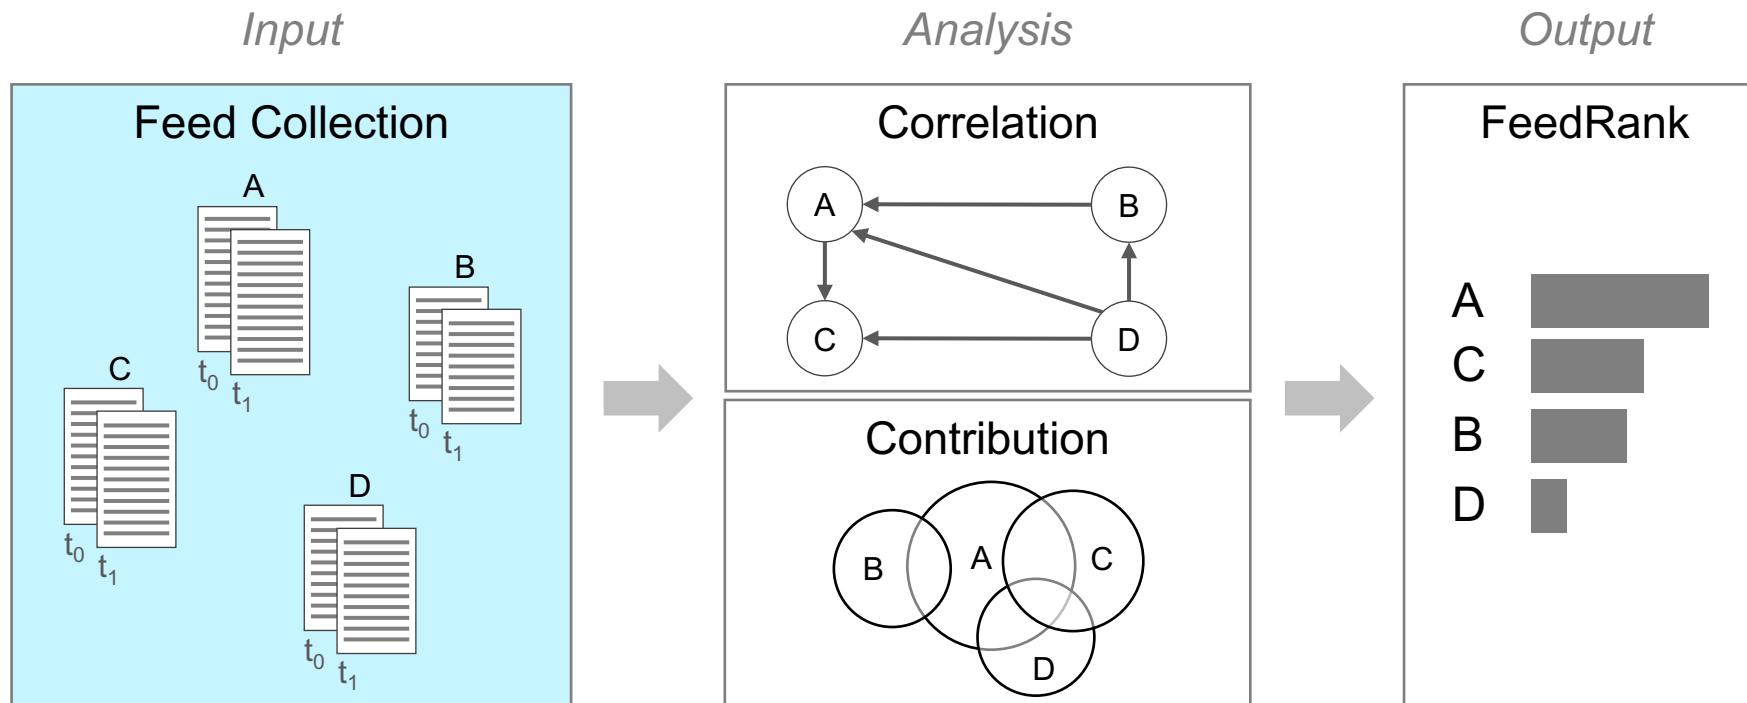 Input
Analysis
Output
Feed Collection
A
t₀
t₁
B
t₀
t₁
C
t₀
t₁
D
t₀
t₁
Correlation
A
B
C
D
Contribution
B
A
C
D
FeedRank
A
C
B
D